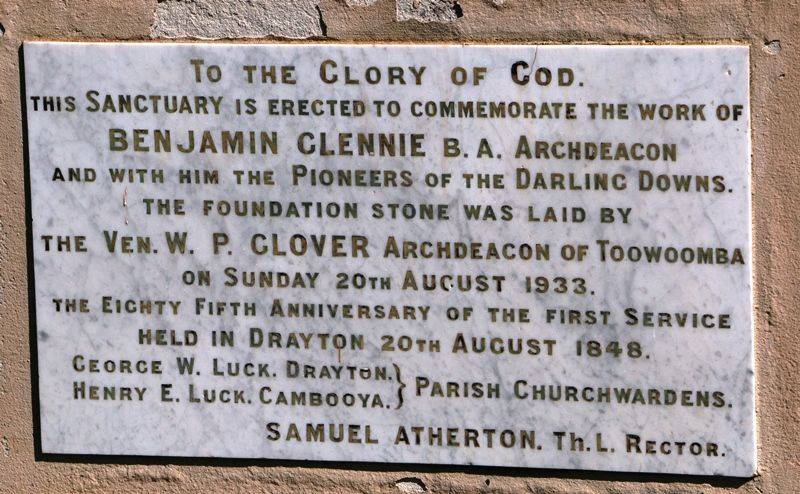 TO THE GLORY OF GOD.
THIS SANCTUARY IS ERECTED TO COMMEMORATE THE WORK OF
BENJAMIN GLENNIE B.A. ARCHDEACON
AND WITH HIM THE PIONEERS OF THE DARLING DOWNS.
THE FOUNDATION STONE WAS LAID BY
THE VEN. W. P. GLOVER ARCHDEACON OF TOOWOOMBA
ON SUNDAY 20TH AUGUST 1933.
THE EIGHTY FIFTH ANNIVERSARY OF THE FIRST SERVICE
HELD IN DRAYTON 20TH AUGUST 1848.
GEORGE W. LUCK. DRAYTON.
HENRY E. LUCK. CAMBOOYA.} PARISH CHURCHWARDENS.
SAMUEL ATHERTON. TH. L. RECTOR.